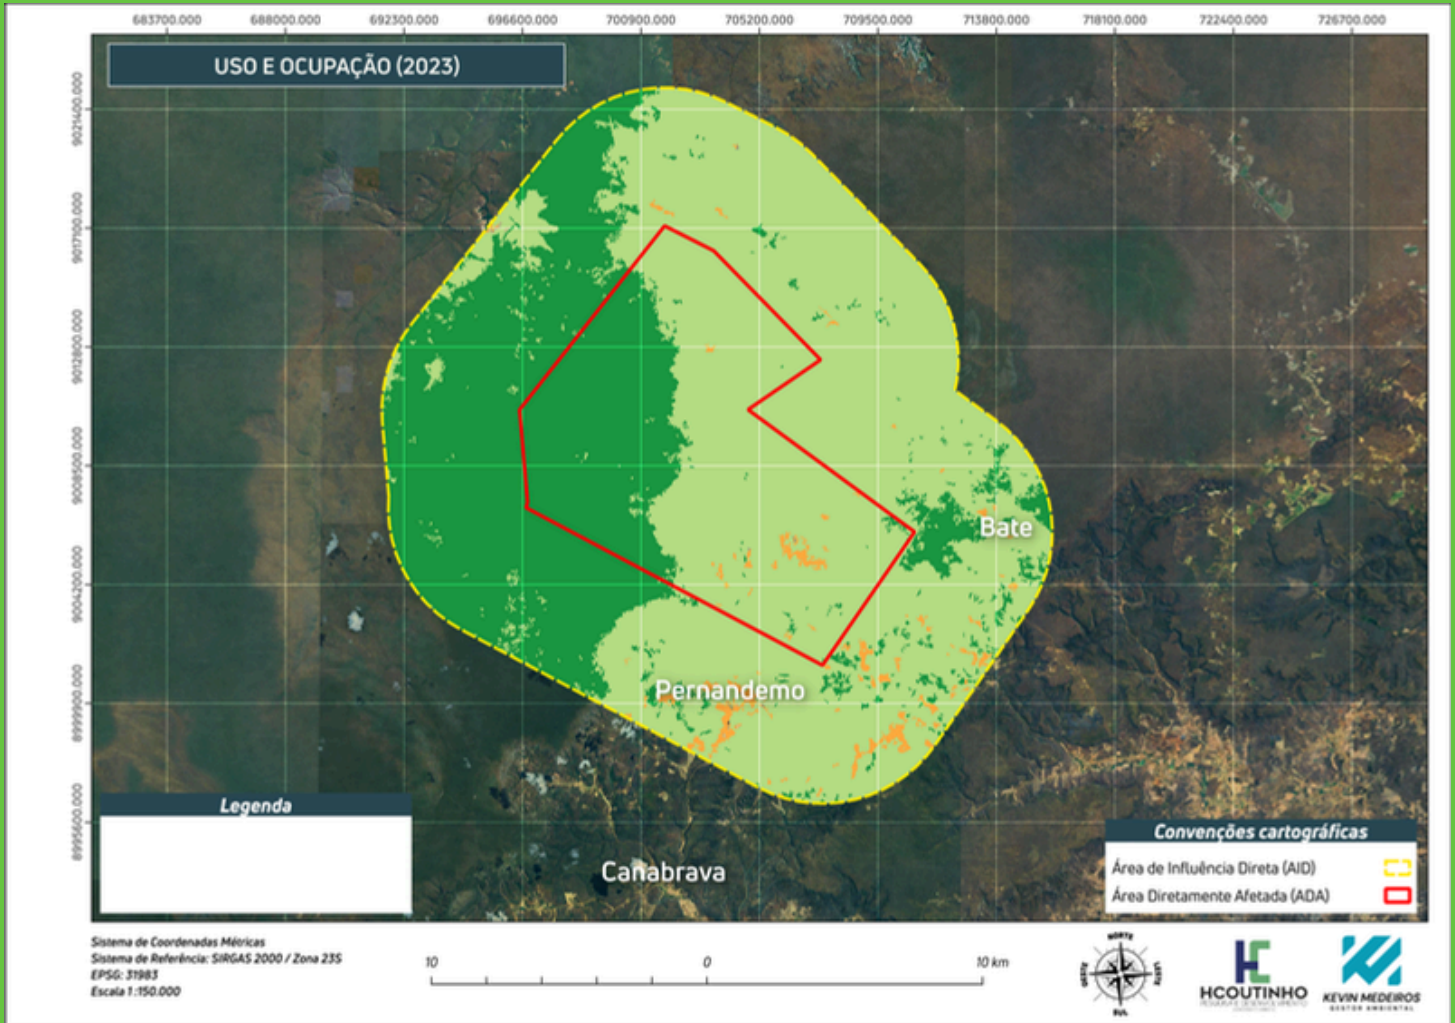 683700.000 688000.000 692300.000 696600.000 700900.000 705200.000 709500.000 713800.000 718100.000 722400.000 726700.000
USO E OCUPAÇÃO (2023)
9021400.000
9017100.000
9012800.000
9008500.000
9004200.000
8999900.000
8995600.000
Bate
Pernandemo
Canabrava
Legenda
Convenções cartográficas
Área de Influência Direta (AID)
Área Diretamente Afetada (ADA)
Sistema de Coordenadas Métricas
Sistema de Referência: SIRGAS 2000 / Zona 23S
EPSG: 31983
Escala 1:150.000
10 0 10 km
NORTE
OESTE LESTE
SUL
HCOUTINHO
KEVIN MEDEIROS
GESTOR AMBIENTAL